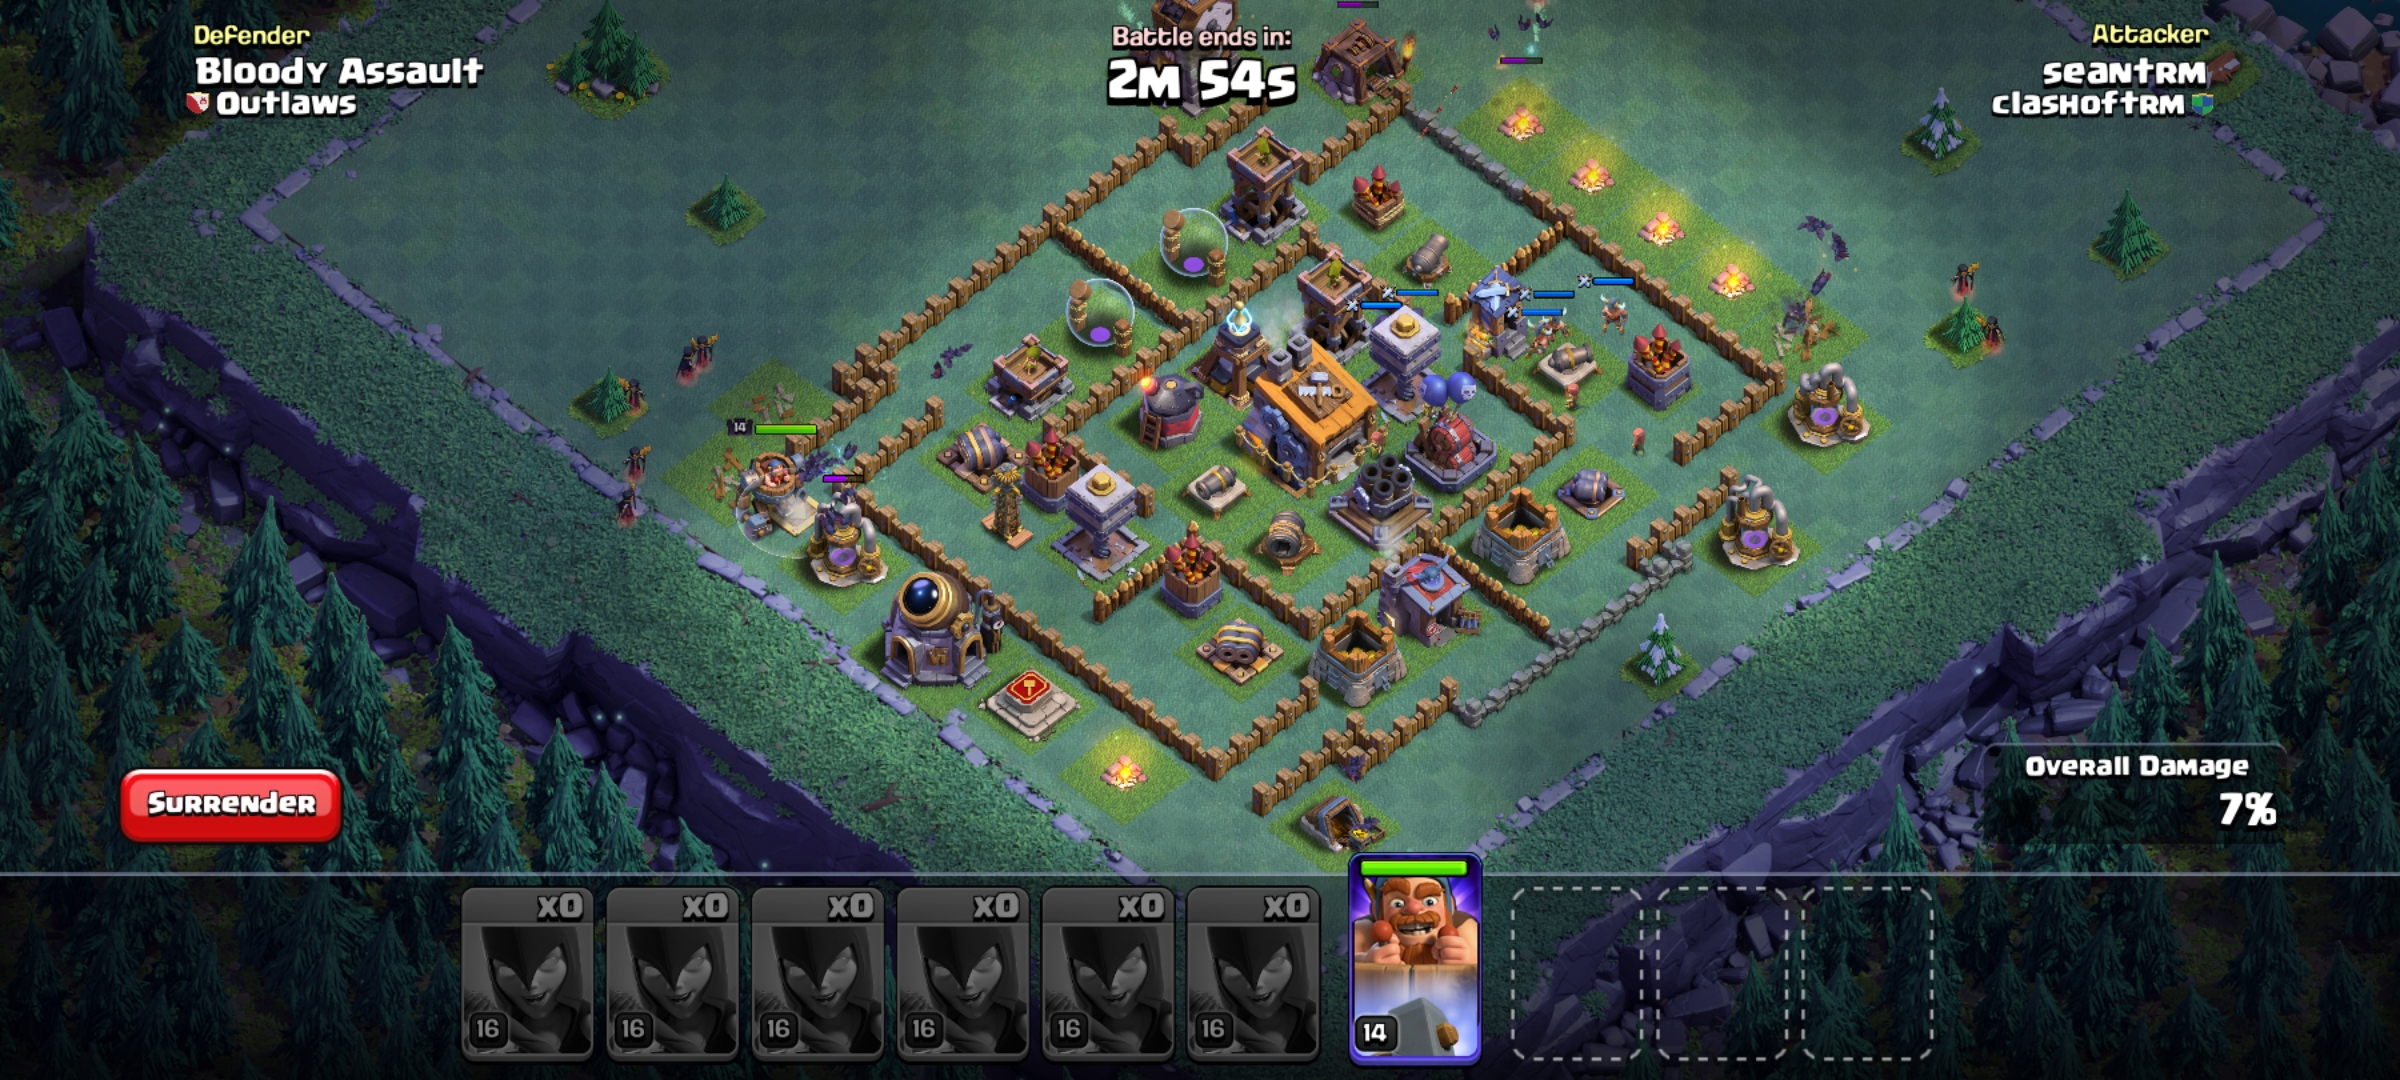 Defender
Bloody Assault
Outlaws
Battle ends in:
2M 54s
Attacker
seantRM
clashoftRM
14
Surrender
Overall Damage
7%
x0 x0 x0 x0 x0 x0
16 16 16 16 16 16 14